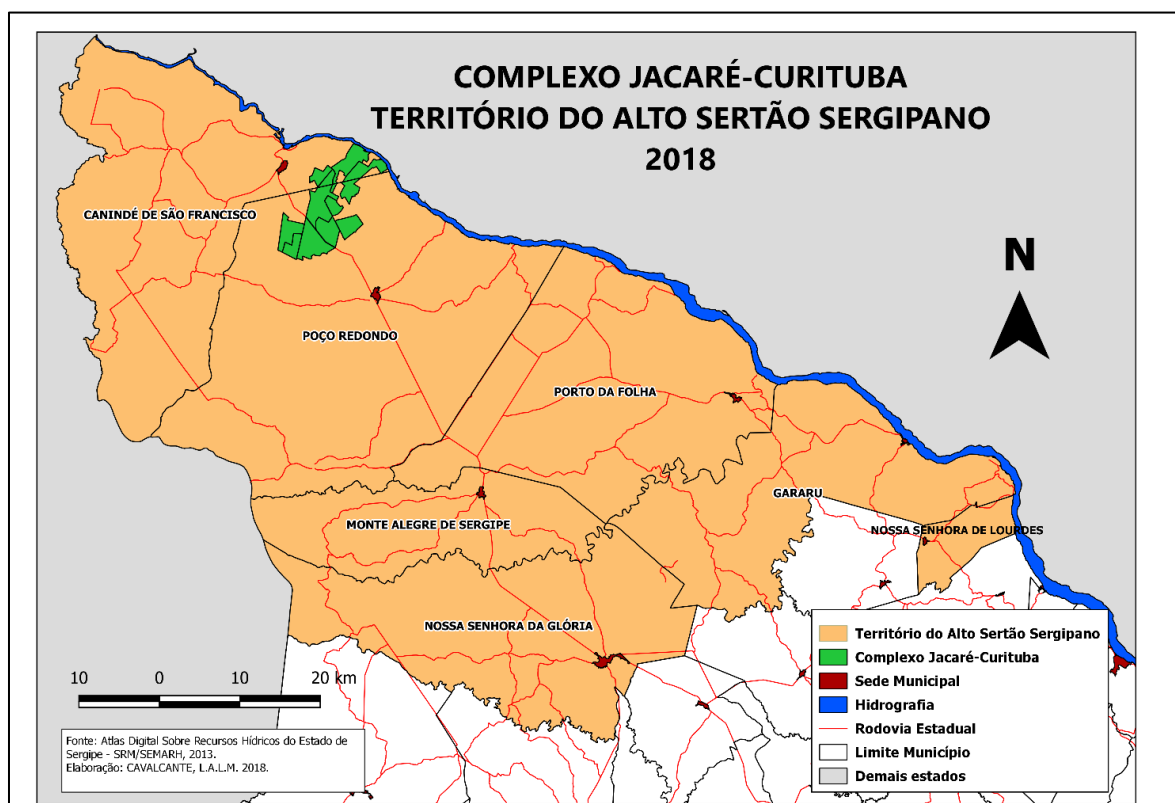 COMPLEXO JACARÉ-CURITUBA
TERRITÓRIO DO ALTO SERTÃO SERGIPANO
2018
CANINDÉ DE SÃO FRANCISCO
N
POÇO REDONDO
PORTO DA FOLHA
GARARU
MONTE ALEGRE DE SERGIPE
NOSSA SENHORA DE LOURDES
NOSSA SENHORA DA GLÓRIA
Território do Alto Sertão Sergipano
Complexo Jacaré-Curituba
Sede Municipal
Hidrografia
Rodovia Estadual
Limite Município
Demais estados
10 0 10 20 km
Fonte: Atlas Digital Sobre Recursos Hídricos do Estado de
Sergipe - SRM/SEMARH, 2013.
Elaboração: CAVALCANTE, L.A.L.M. 2018.